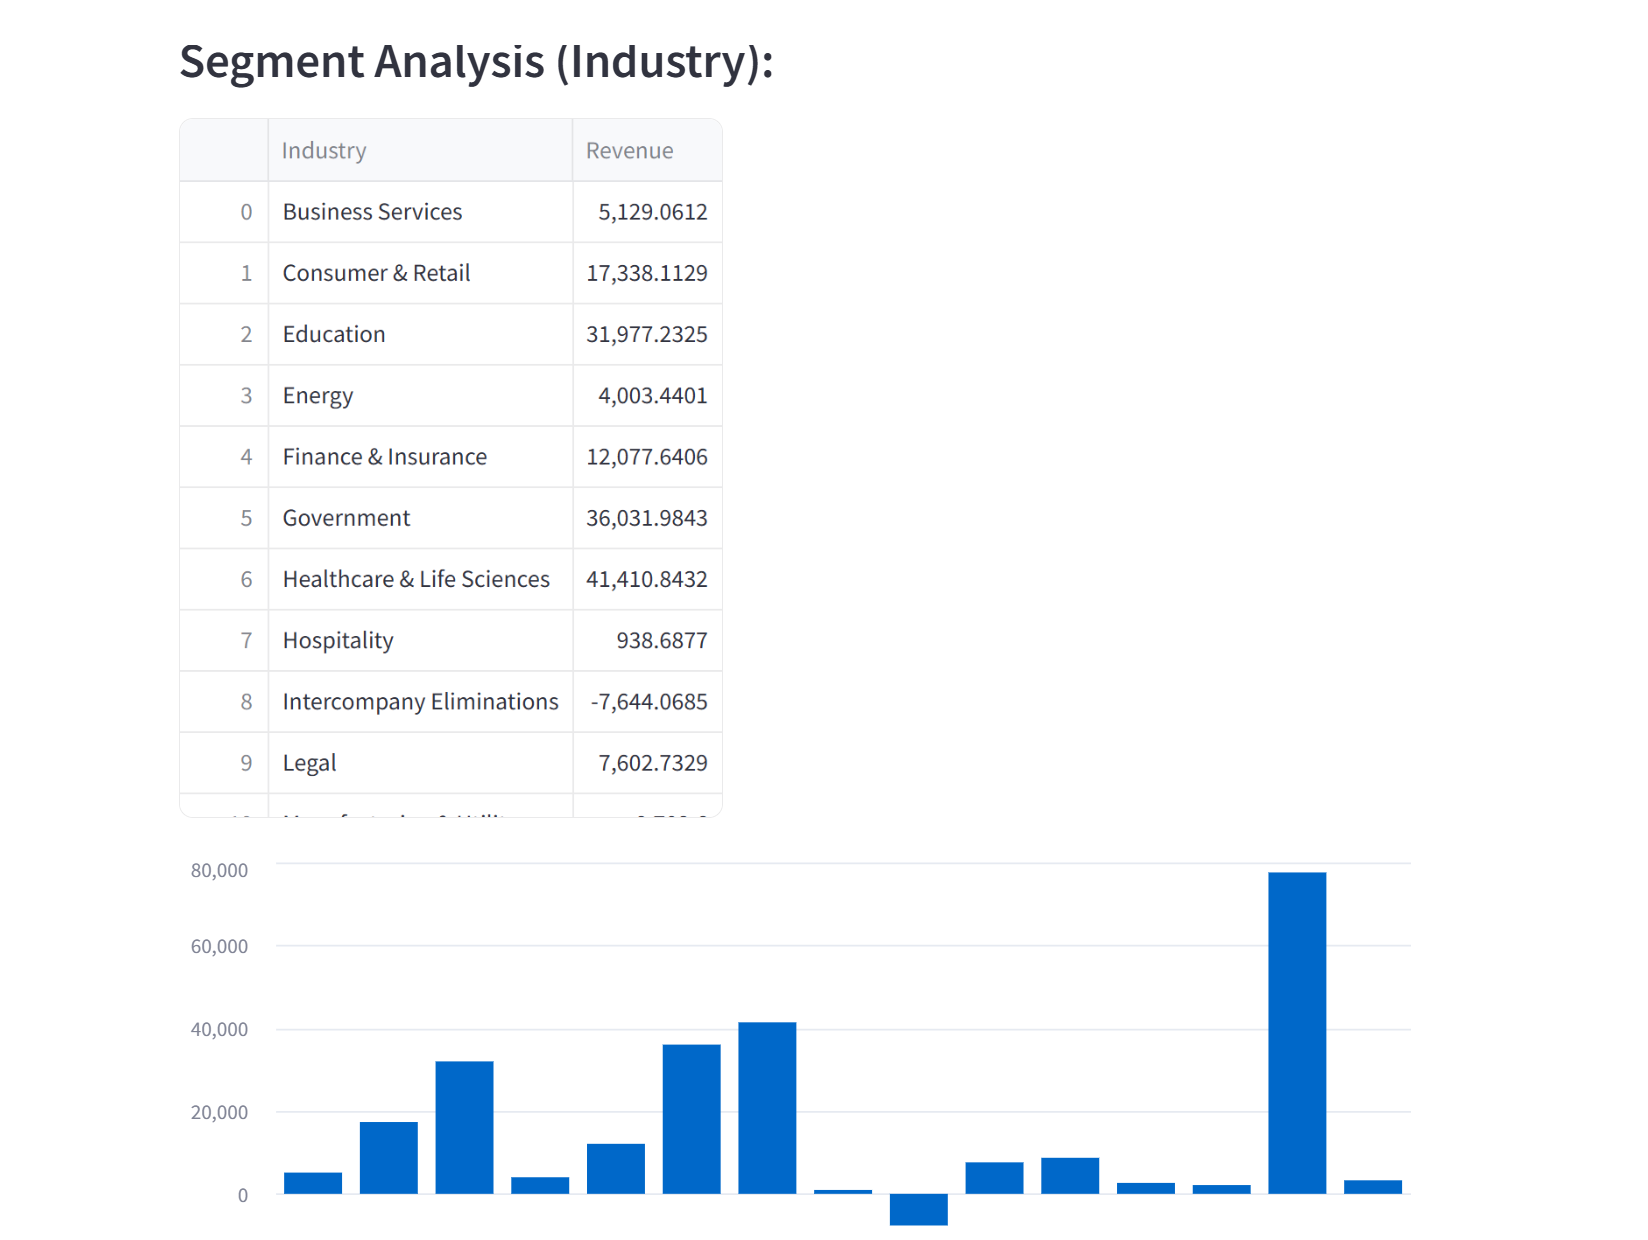 Segment Analysis (Industry):
Industry Revenue
0 Business Services 5,129.0612
1 Consumer & Retail 17,338.1129
2 Education 31,977.2325
3 Energy 4,003.4401
4 Finance & Insurance 12,077.6406
5 Government 36,031.9843
6 Healthcare & Life Sciences 41,410.8432
7 Hospitality 938.6877
8 Intercompany Eliminations -7,644.0685
9 Legal 7,602.7329
80,000
60,000
40,000
20,000
0